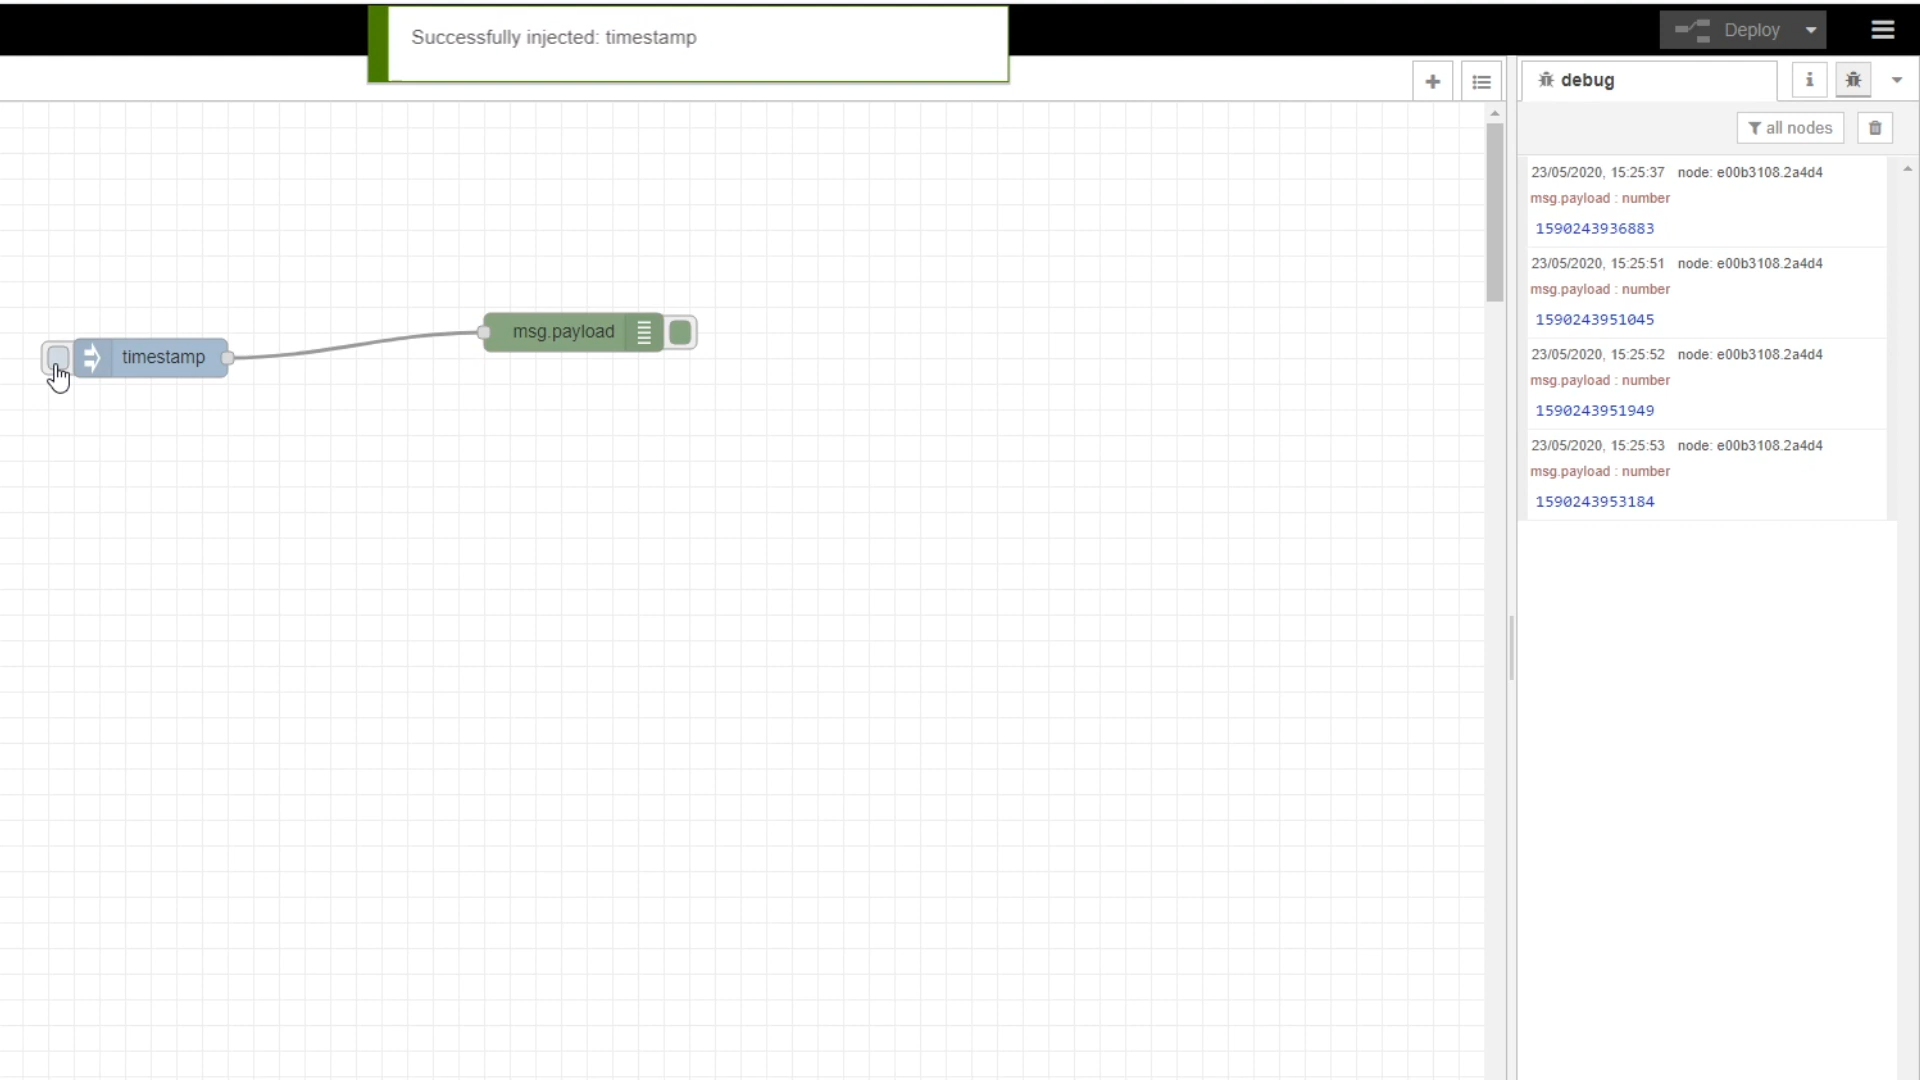 Successfully injected: timestamp
Deploy
debug
i
all nodes
23/05/2020, 15:25:37 node: e00b3108.2a4d4
msg.payload : number
1590243936883
23/05/2020, 15:25:51 node: e00b3108.2a4d4
msg.payload : number
1590243951045
23/05/2020, 15:25:52 node: e00b3108.2a4d4
msg.payload : number
1590243951949
23/05/2020, 15:25:53 node: e00b3108.2a4d4
msg.payload : number
1590243953184
msg.payload
timestamp